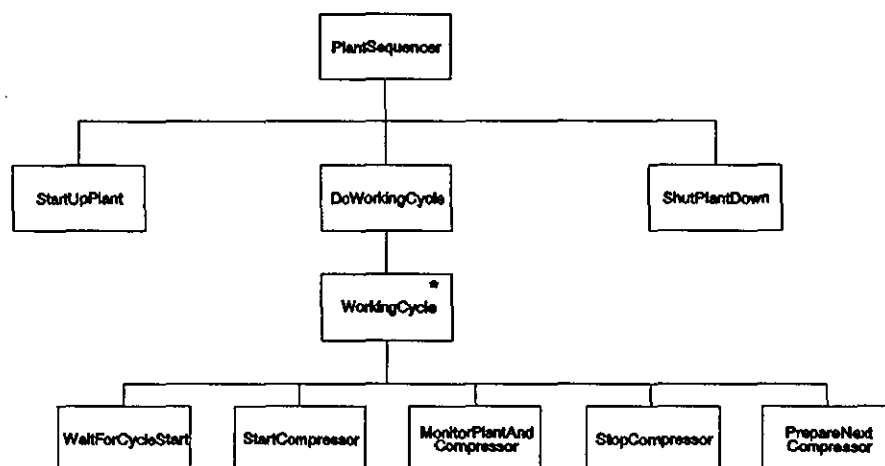 PlantSequencer
StartUpPlant
DoWorkingCycle
ShutPlantDown
*
WorkingCycle
WaitForCycleStart
StartCompressor
MonitorPlantAnd
Compressor
StopCompressor
PrepareNext
Compressor